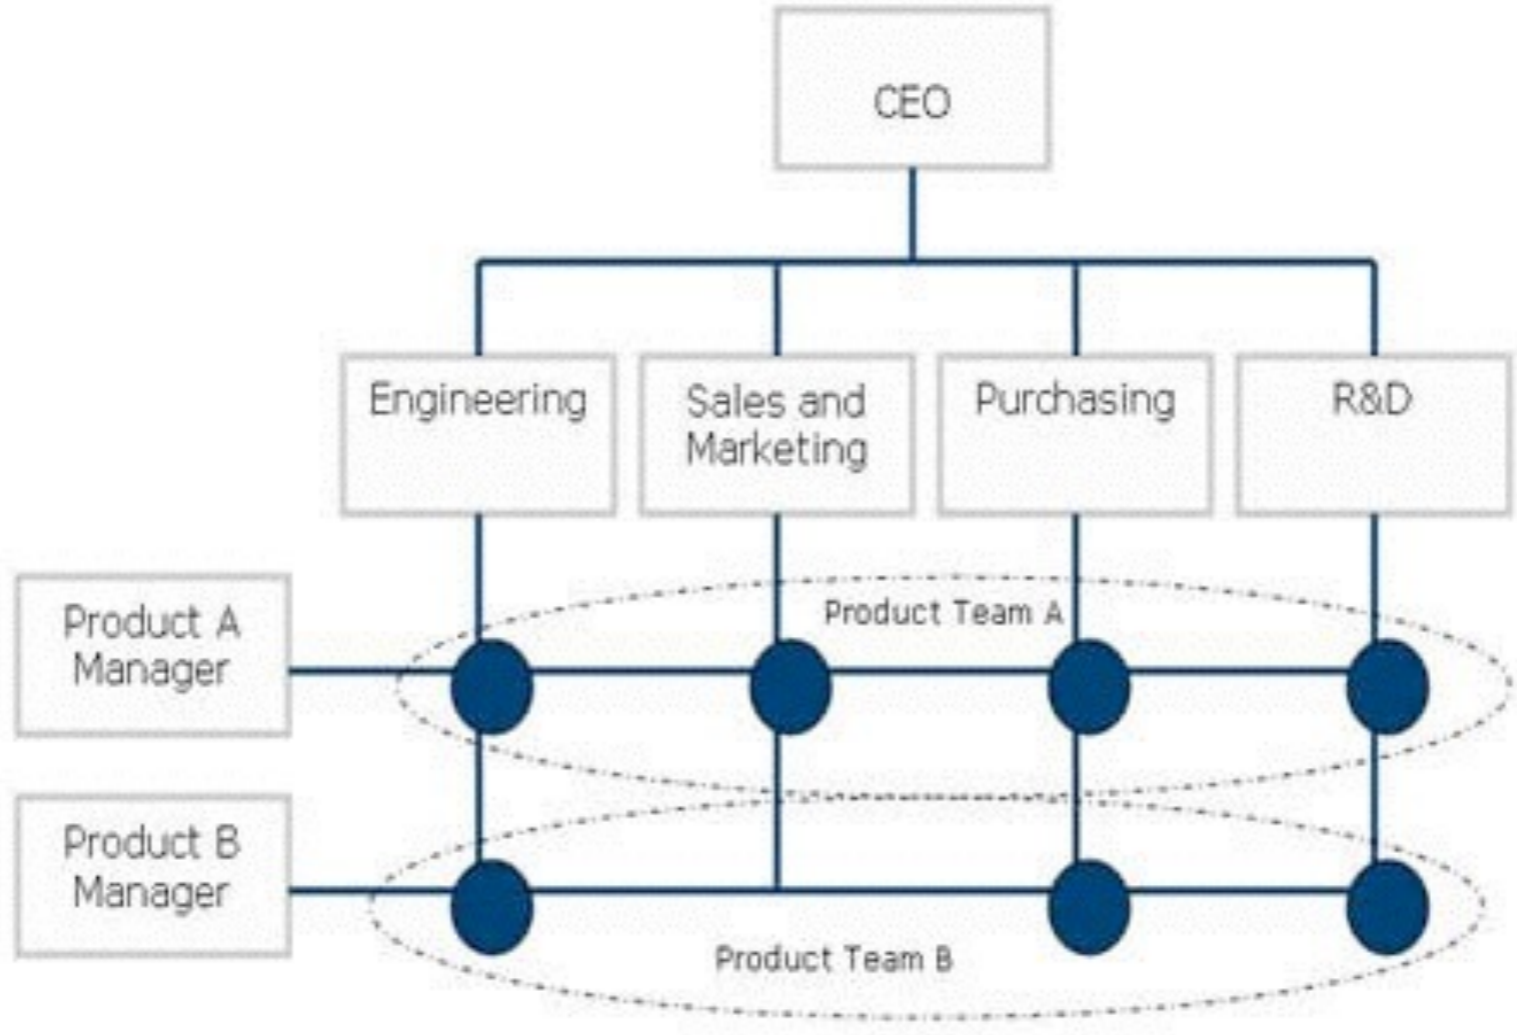 CEO
Engineering
Sales and
Marketing
Purchasing
R&D
Product A
Manager
Product Team A
Product B
Manager
Product Team B